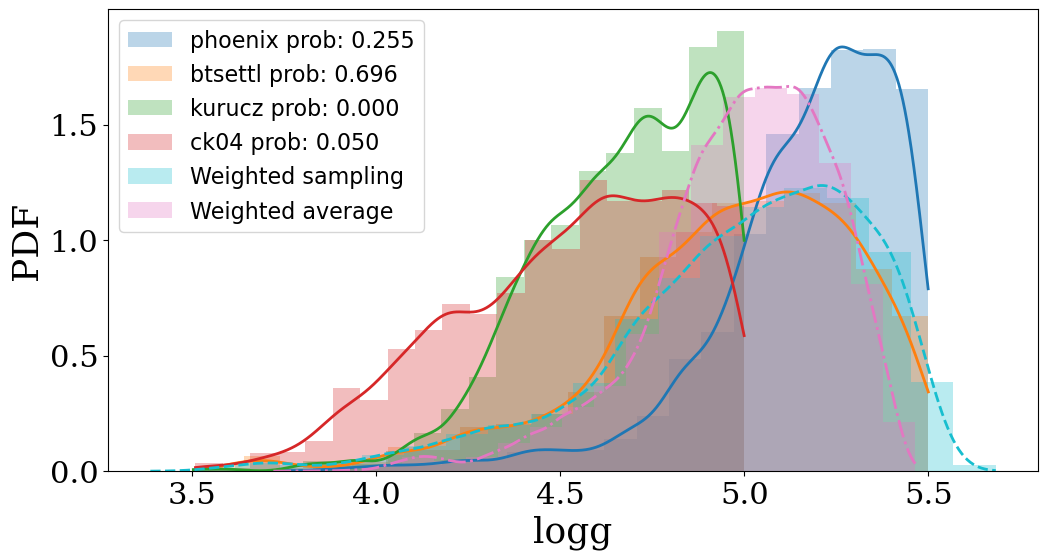 phoenix prob: 0.255
btsettl prob: 0.696
kurucz prob: 0.000
ck04 prob: 0.050
Weighted sampling
Weighted average
PDF
1.5
1.0
0.5
0.0
3.5 4.0 4.5 5.0 5.5
logg